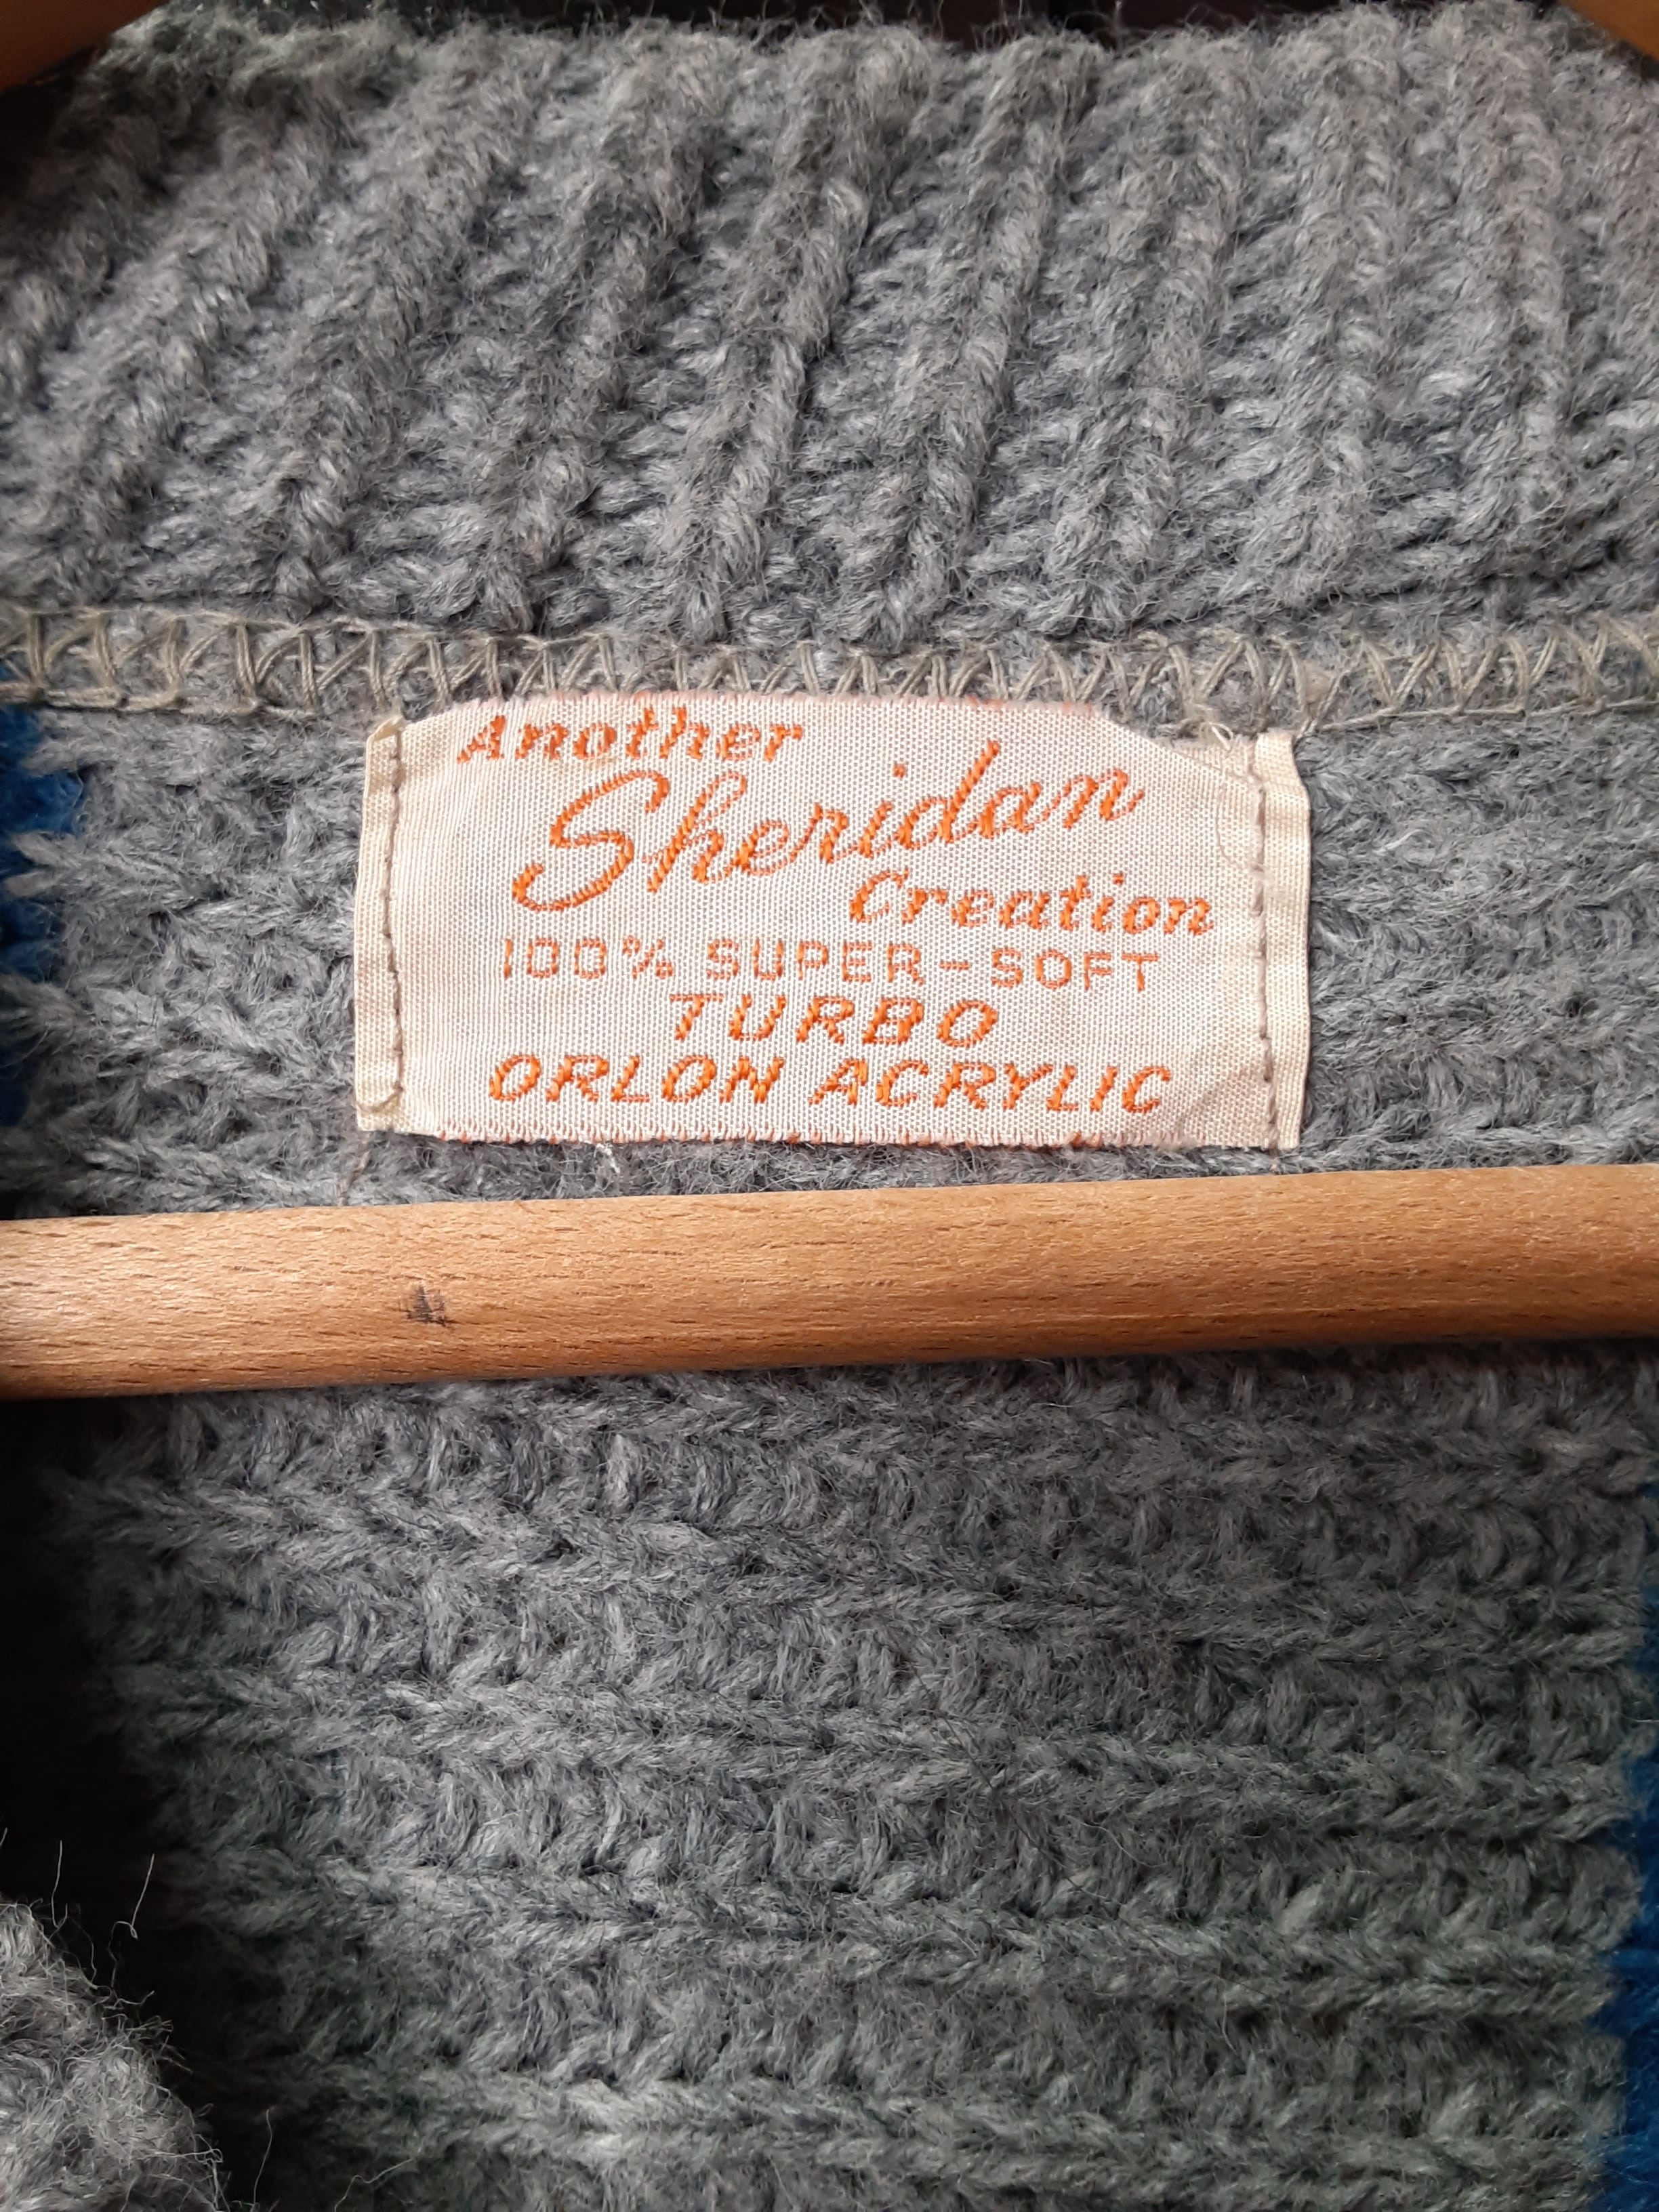 Another
Sheridan
Creation
100% SUPER-SOFT
TURBO
ORLON ACRYLIC